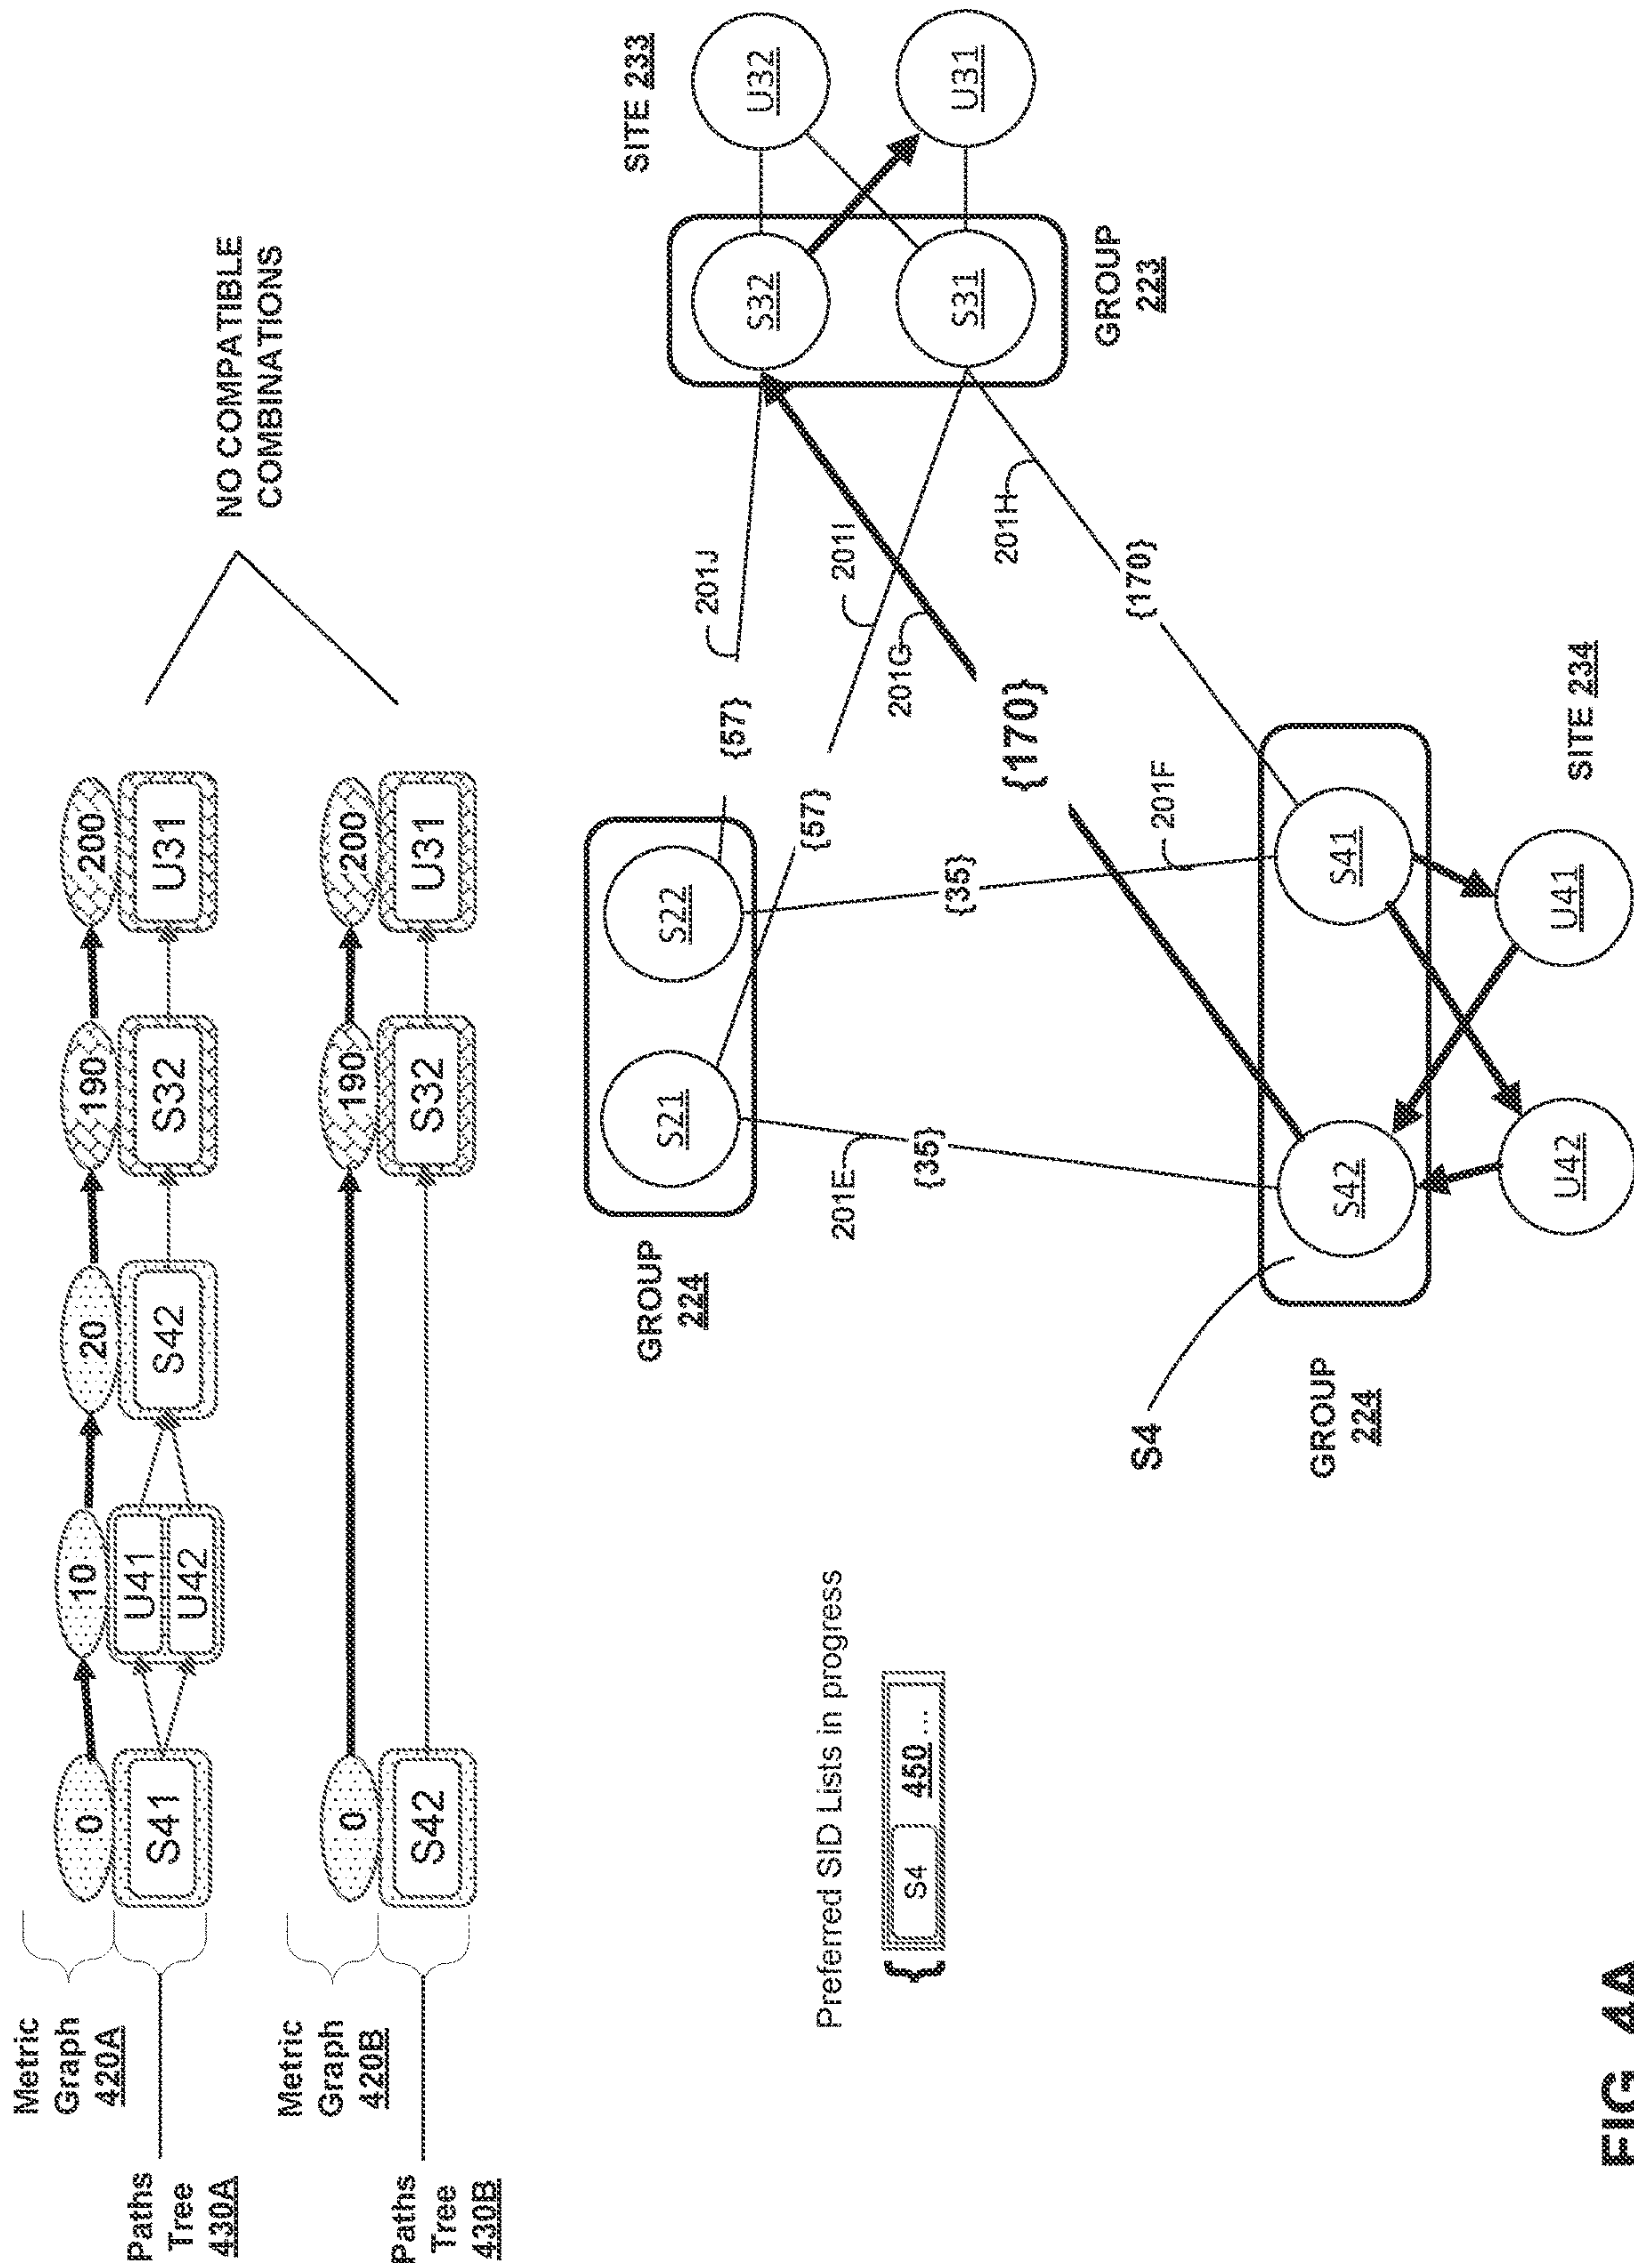 Metric
Graph
420A
Paths
Tree
430A
0
10
20
190
200
S41
U41
U42
S42
S32
U31
NO COMPATIBLE
COMBINATIONS
Metric
Graph
420B
Paths
Tree
430B
0
190
200
S42
S32
U31
Preferred SID Lists in progress
{
S4
450 ...
GROUP
224
S21
S22
{57}
201J
{57}
201I
201G
SITE 233
S32
U32
S31
U31
GROUP
223
201H
{170}
{170}
201E
{35}
{35}
201F
S4
GROUP
224
S42
S41
U42
U41
SITE 234
FIG. 4A